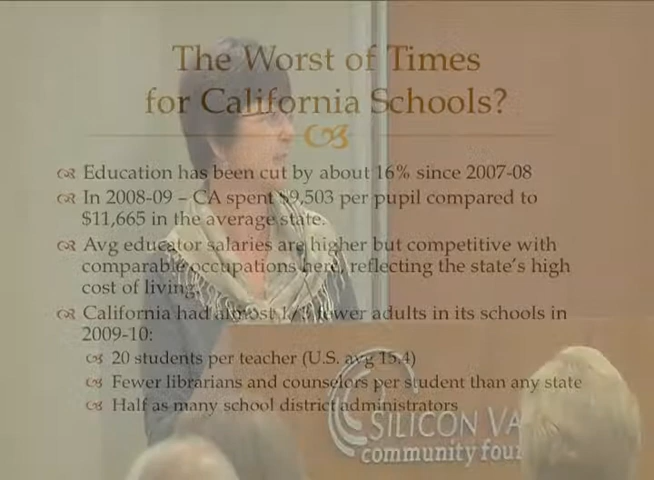 The Worst of Times
for California Schools?
Education has been cut by about 16% since 2007-08
In 2008-09 – CA spent $9,503 per pupil compared to
$11,665 in the average state.
Avg educator salaries are higher but competitive with
comparable occupations here, reflecting the state's high
cost of living.
California had almost 1/3 fewer adults in its schools in
2009-10:
20 students per teacher (U.S. avg 15.4)
Fewer librarians and counselors per student than any state
Half as many school district administrators
SILICON VA
community fou